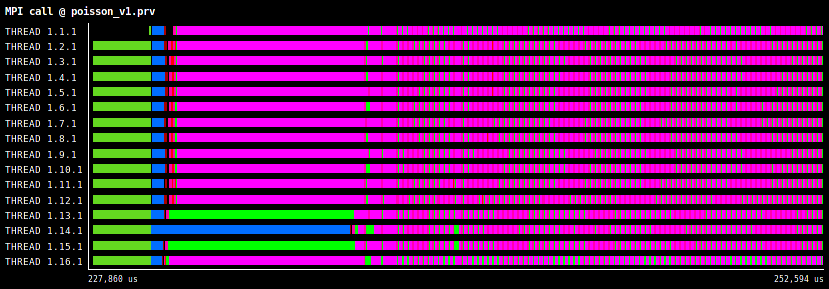 MPI call @ poisson_v1.prv
THREAD 1.1.1
THREAD 1.2.1
THREAD 1.3.1
THREAD 1.4.1
THREAD 1.5.1
THREAD 1.6.1
THREAD 1.7.1
THREAD 1.8.1
THREAD 1.9.1
THREAD 1.10.1
THREAD 1.11.1
THREAD 1.12.1
THREAD 1.13.1
THREAD 1.14.1
THREAD 1.15.1
THREAD 1.16.1
227,860 us 252,594 us